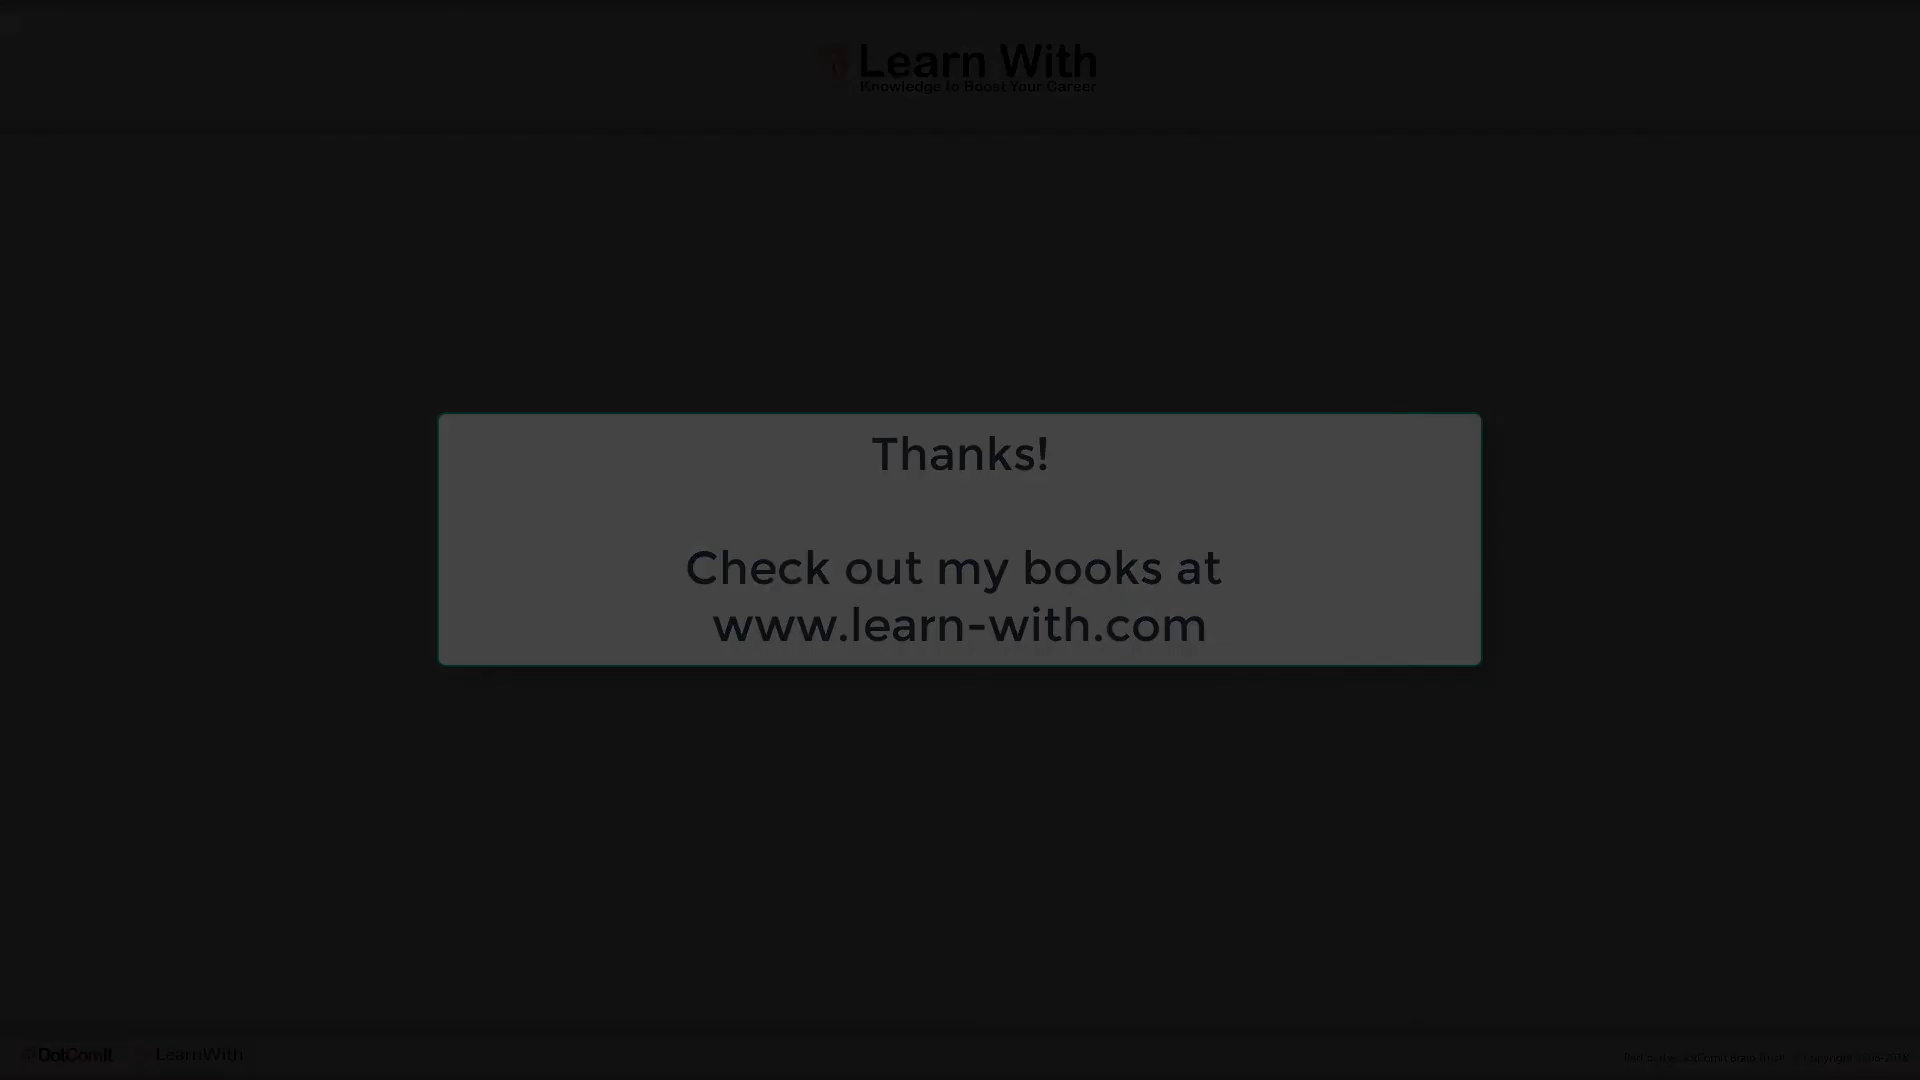 Learn With
Knowledge to Boost Your Career
Thanks!
Check out my books at
www.learn-with.com
DotComIt
LearnWith
Copyright